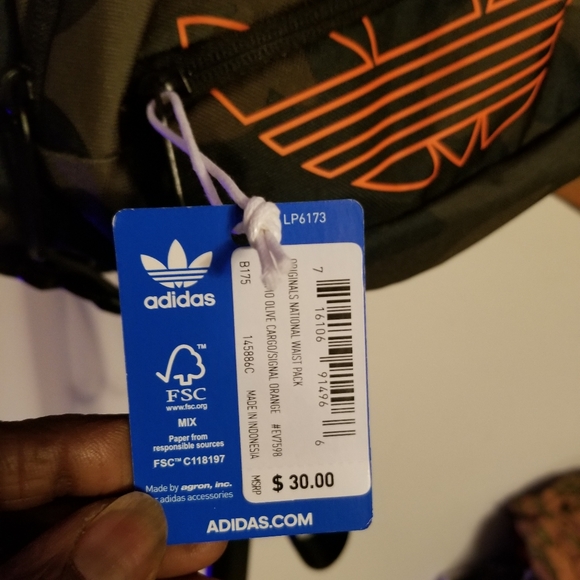 LP6173
adidas
FSC™
www.fsc.org
MIX
Paper from
responsible sources
FSC™ C118197
Made by agron, inc.
adidas accessories
ADIDAS.COM
ORIGINALS NATIONAL WAIST PACK
OLIVE CARGO/SIGNAL ORANGE #EV7598
B175 145886C MADE IN INDONESIA MSRP
$ 30.00
7 16106 91496 6